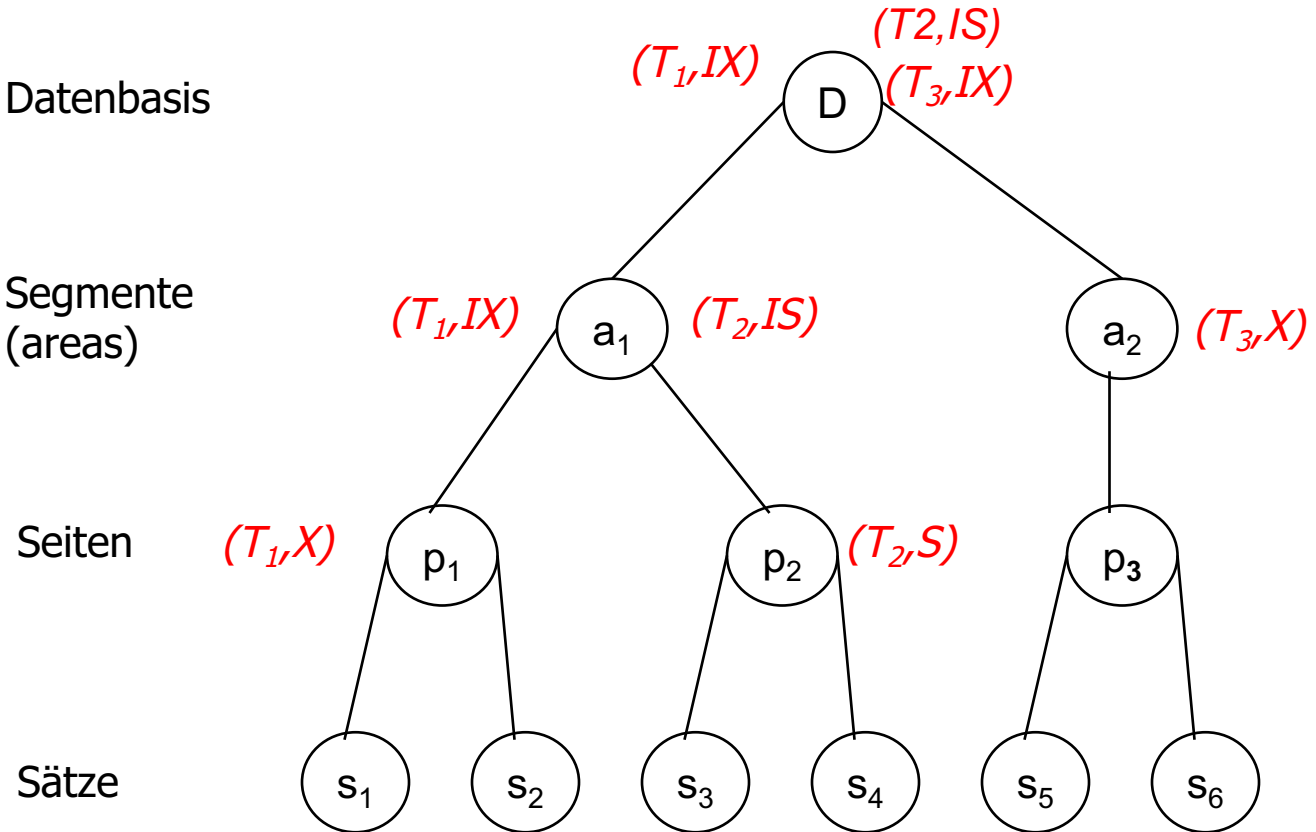 (T2,IS)
Datenbasis (T₁,IX) D (T₃,IX)
Segmente
(areas) (T₁,IX) a₁ (T₂,IS) a₂ (T₃,X)
Seiten (T₁,X) p₁ p₂ (T₂,S) p₃
Sätze s₁ s₂ s₃ s₄ s₅ s₆